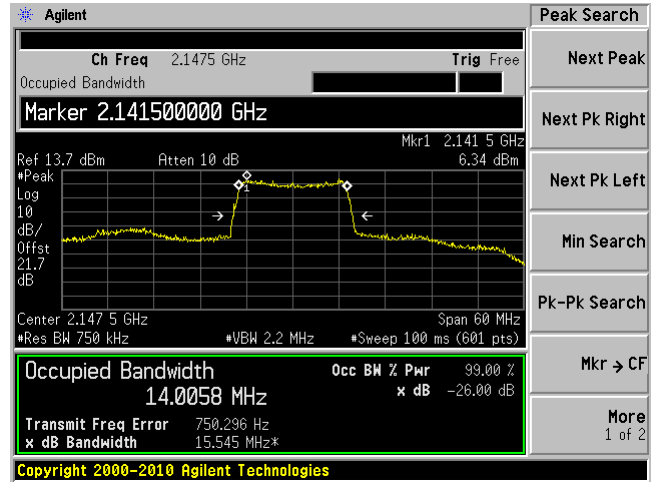 Agilent
Peak Search
Ch Freq 2.1475 GHz Trig Free
Occupied Bandwidth
Next Peak
Marker 2.141500000 GHz
Next Pk Right
Mkr1 2.141 5 GHz
Ref 13.7 dBm Atten 10 dB 6.34 dBm
#Peak
Log
10
dB/
Offst
21.7
dB
1
Next Pk Left
Min Search
Pk-Pk Search
Center 2.147 5 GHz Span 60 MHz
#Res BW 750 kHz #VBW 2.2 MHz #Sweep 100 ms (601 pts)
Mkr → CF
Occupied Bandwidth Occ BW % Pwr 99.00 %
14.0058 MHz x dB -26.00 dB
Transmit Freq Error 750.296 Hz
x dB Bandwidth 15.545 MHz*
More
1 of 2
Copyright 2000-2010 Agilent Technologies